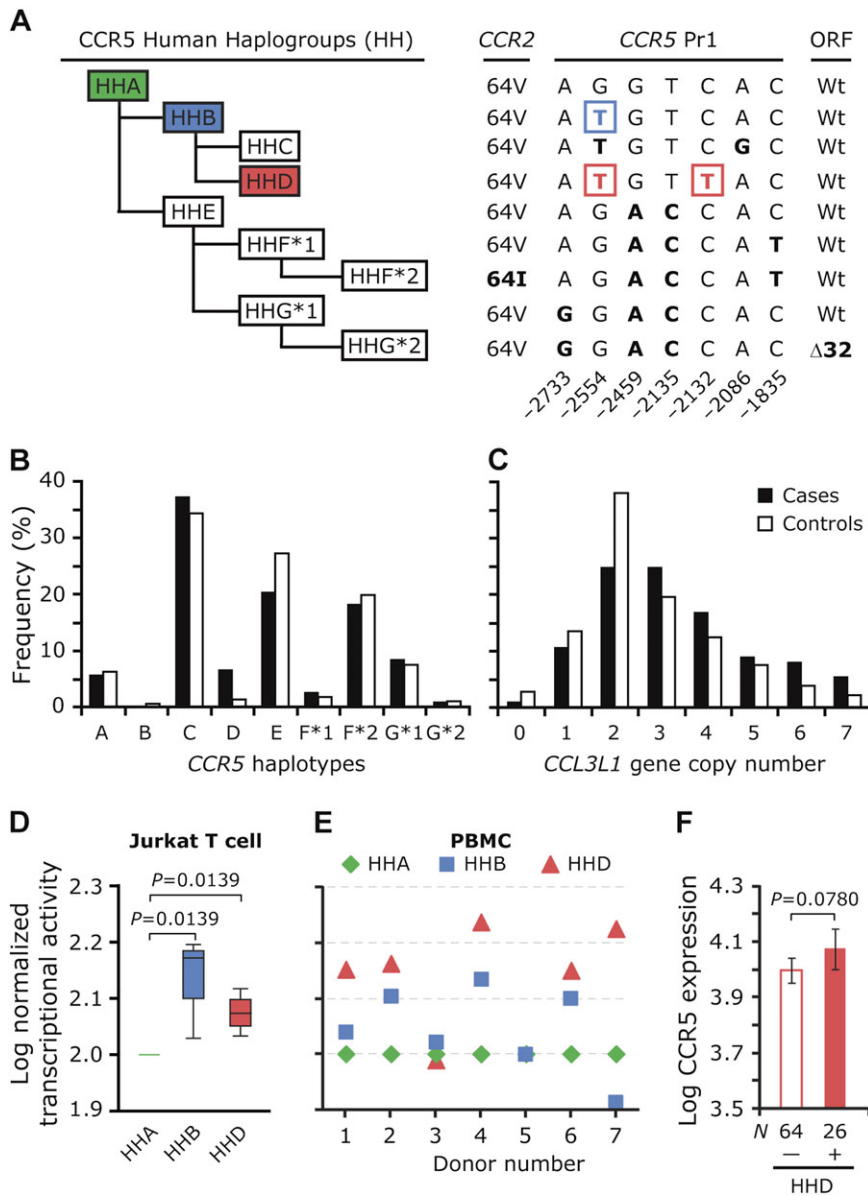 A
CCR5 Human Haplogroups (HH)
CCR2 CCR5 Pr1 ORF
HHA 64V A G G T C A C Wt
HHB 64V A T G T C A C Wt
HHC 64V A T G T C G C Wt
HHD 64V A T G T T A C Wt
HHE 64V A G A C C A C Wt
HHF*1 64V A G A C C A T Wt
HHF*2 64I A G A C C A T Wt
HHG*1 64V G G A C C A C Wt
HHG*2 64V G G A C C A C Δ32
−2733 −2554 −2459 −2135 −2132 −2086 −1835
B
Frequency (%)
40
30
20
10
0
A B C D E F*1 F*2 G*1 G*2
CCR5 haplotypes
C
Cases
Controls
0 1 2 3 4 5 6 7
CCL3L1 gene copy number
D
Jurkat T cell
Log normalized
transcriptional activity
2.3
2.2
2.1
2.0
1.9
P=0.0139
P=0.0139
HHA HHB HHD
E
PBMC
HHA HHB HHD
1 2 3 4 5 6 7
Donor number
F
Log CCR5 expression
4.3
4.1
3.9
3.7
3.5
P=0.0780
N 64 26
− +
HHD